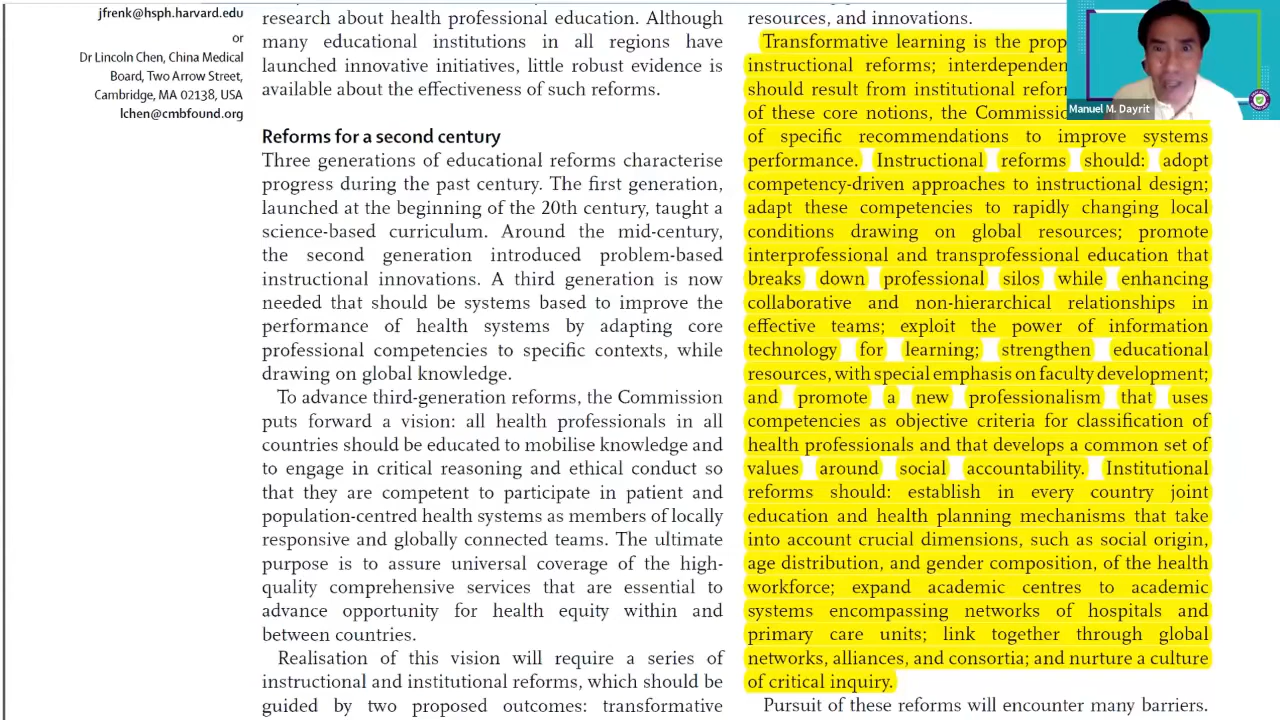 jfrenk@hsph.harvard.edu
or
Dr Lincoln Chen, China Medical
Board, Two Arrow Street,
Cambridge, MA 02138, USA
lchen@cmbfound.org
research about health professional education. Although
many educational institutions in all regions have
launched innovative initiatives, little robust evidence is
available about the effectiveness of such reforms.
Reforms for a second century
Three generations of educational reforms characterise
progress during the past century. The first generation,
launched at the beginning of the 20th century, taught a
science-based curriculum. Around the mid-century,
the second generation introduced problem-based
instructional innovations. A third generation is now
needed that should be systems based to improve the
performance of health systems by adapting core
professional competencies to specific contexts, while
drawing on global knowledge.
To advance third-generation reforms, the Commission
puts forward a vision: all health professionals in all
countries should be educated to mobilise knowledge and
to engage in critical reasoning and ethical conduct so
that they are competent to participate in patient and
population-centred health systems as members of locally
responsive and globally connected teams. The ultimate
purpose is to assure universal coverage of the high-
quality comprehensive services that are essential to
advance opportunity for health equity within and
between countries.
Realisation of this vision will require a series of
instructional and institutional reforms, which should be
guided by two proposed outcomes: transformative
resources, and innovations.
Transformative learning is the prop
instructional reforms; interdependen
should result from institutional refor
of these core notions, the Commissi
of specific recommendations to improve systems
performance. Instructional reforms should: adopt
competency-driven approaches to instructional design;
adapt these competencies to rapidly changing local
conditions drawing on global resources; promote
interprofessional and transprofessional education that
breaks down professional silos while enhancing
collaborative and non-hierarchical relationships in
effective teams; exploit the power of information
technology for learning; strengthen educational
resources, with special emphasis on faculty development;
and promote a new professionalism that uses
competencies as objective criteria for classification of
health professionals and that develops a common set of
values around social accountability. Institutional
reforms should: establish in every country joint
education and health planning mechanisms that take
into account crucial dimensions, such as social origin,
age distribution, and gender composition, of the health
workforce; expand academic centres to academic
systems encompassing networks of hospitals and
primary care units; link together through global
networks, alliances, and consortia; and nurture a culture
of critical inquiry.
Pursuit of these reforms will encounter many barriers.
Manuel M. Dayrit